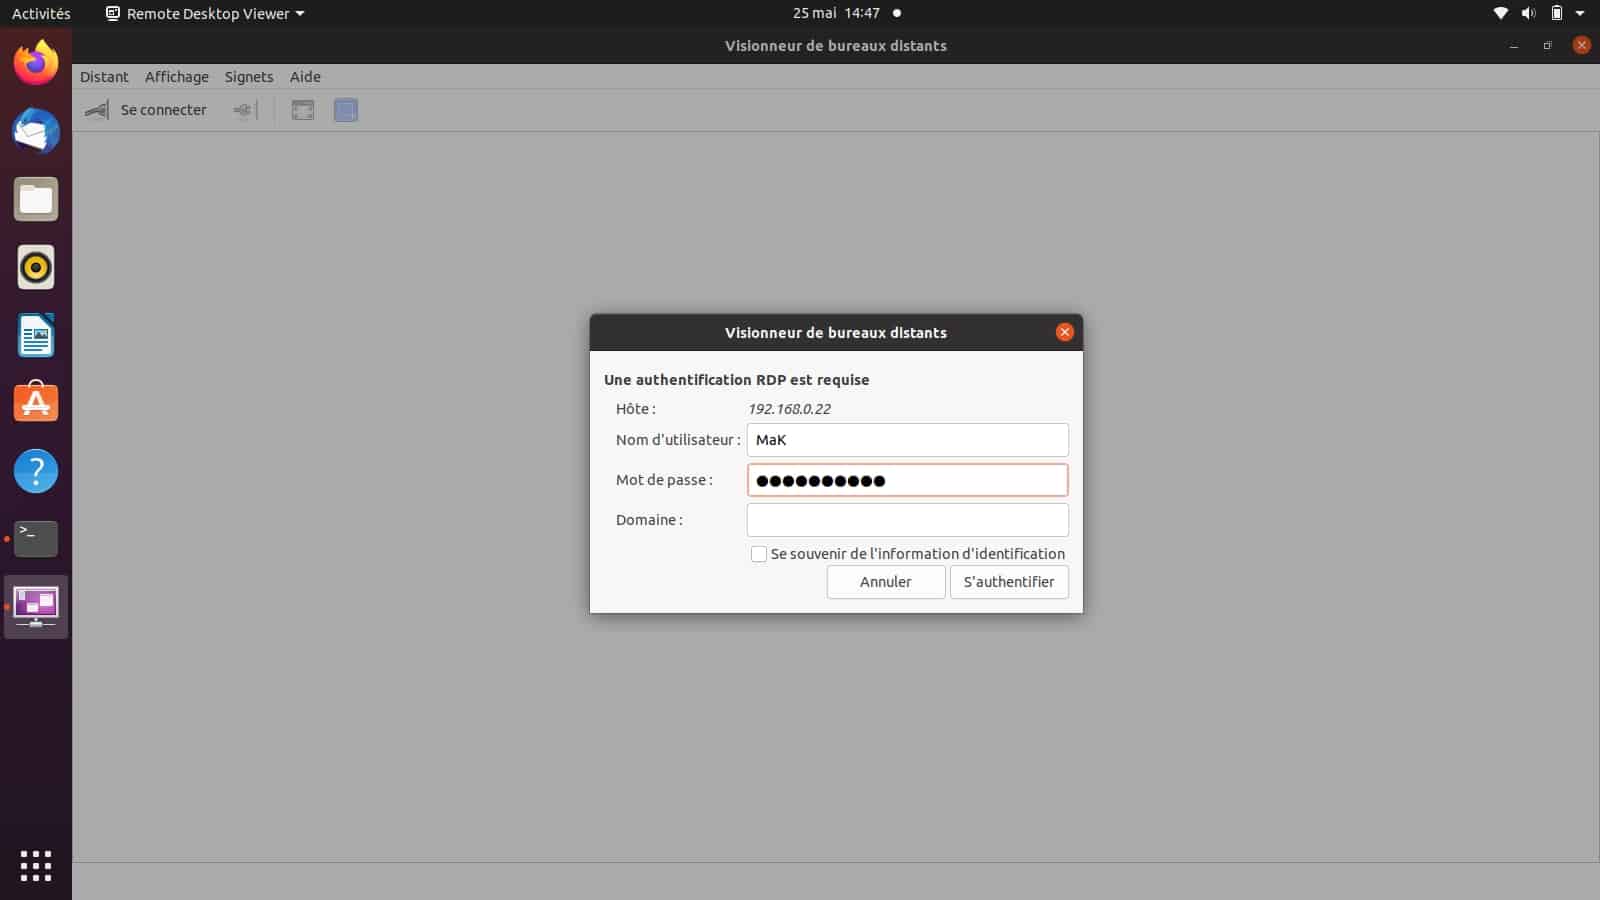 Activités Remote Desktop Viewer 25 mai 14:47
Visionneur de bureaux distants
Distant Affichage Signets Aide
Se connecter
Visionneur de bureaux distants
Une authentification RDP est requise
Hôte : 192.168.0.22
Nom d'utilisateur : MaK
Mot de passe : ●●●●●●●●●●
Domaine :
Se souvenir de l'information d'identification
Annuler S'authentifier